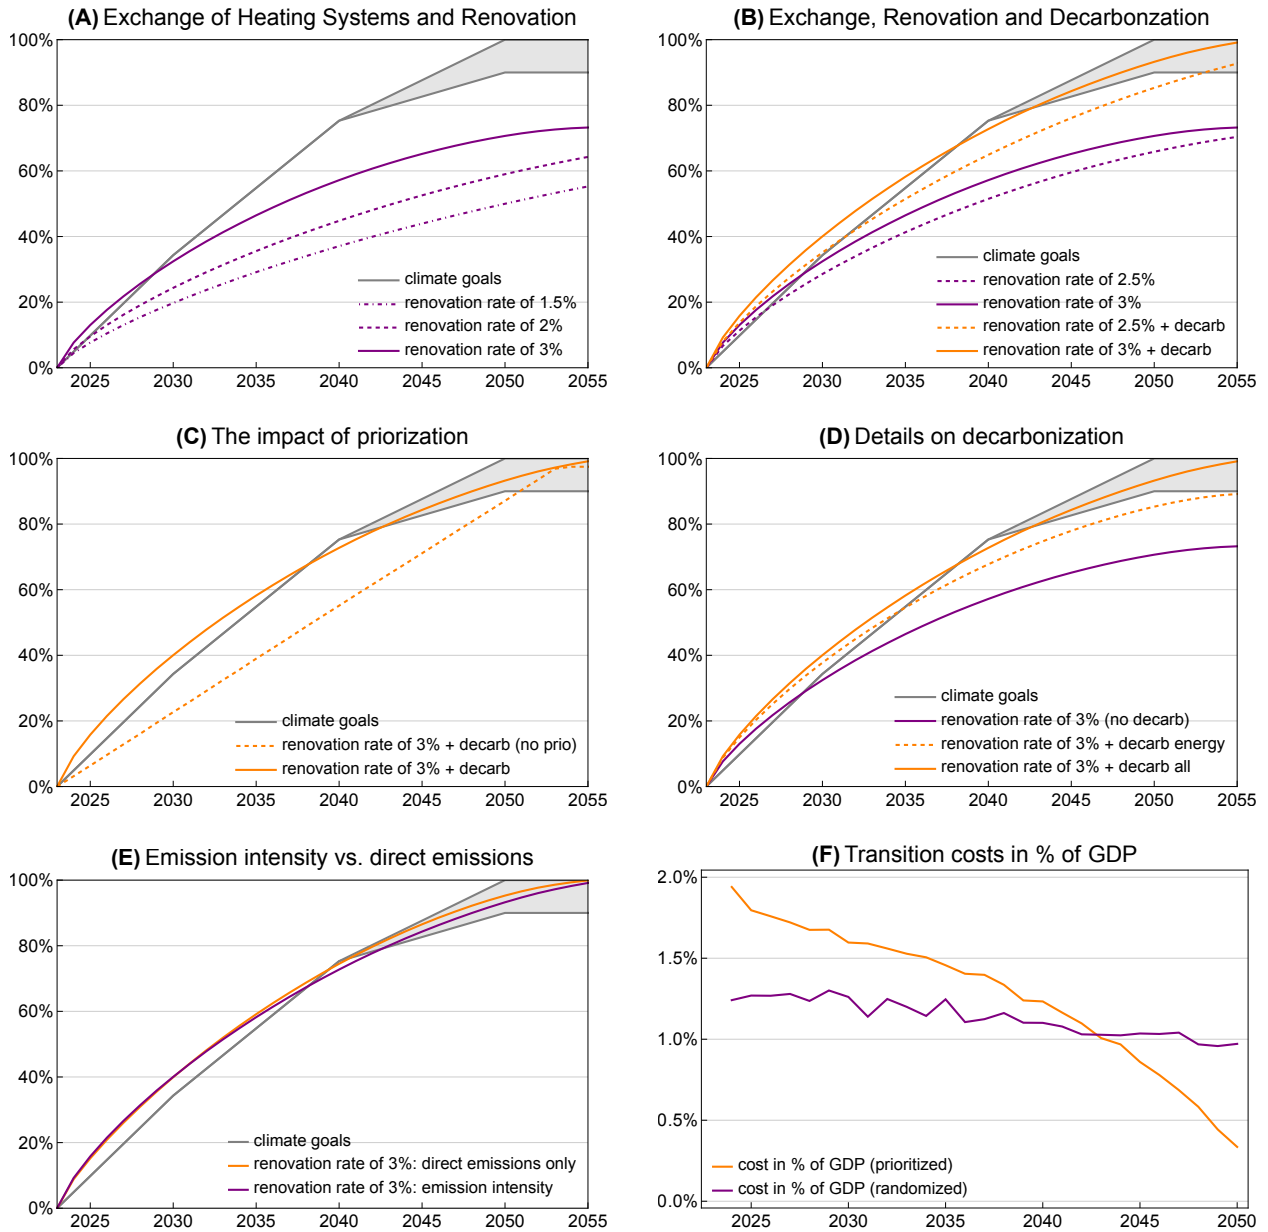 (A) Exchange of Heating Systems and Renovation
100%
80%
60%
40%
20%
0%
climate goals
renovation rate of 1.5%
renovation rate of 2%
renovation rate of 3%
2025 2030 2035 2040 2045 2050 2055
(B) Exchange, Renovation and Decarbonzation
100%
80%
60%
40%
20%
0%
climate goals
renovation rate of 2.5%
renovation rate of 3%
renovation rate of 2.5% + decarb
renovation rate of 3% + decarb
2025 2030 2035 2040 2045 2050 2055
(C) The impact of priorization
100%
80%
60%
40%
20%
0%
climate goals
renovation rate of 3% + decarb (no prio)
renovation rate of 3% + decarb
2025 2030 2035 2040 2045 2050 2055
(D) Details on decarbonization
100%
80%
60%
40%
20%
0%
climate goals
renovation rate of 3% (no decarb)
renovation rate of 3% + decarb energy
renovation rate of 3% + decarb all
2025 2030 2035 2040 2045 2050 2055
(E) Emission intensity vs. direct emissions
100%
80%
60%
40%
20%
0%
climate goals
renovation rate of 3%: direct emissions only
renovation rate of 3%: emission intensity
2025 2030 2035 2040 2045 2050 2055
(F) Transition costs in % of GDP
2.0%
1.5%
1.0%
0.5%
0.0%
cost in % of GDP (prioritized)
cost in % of GDP (randomized)
2025 2030 2035 2040 2045 2050